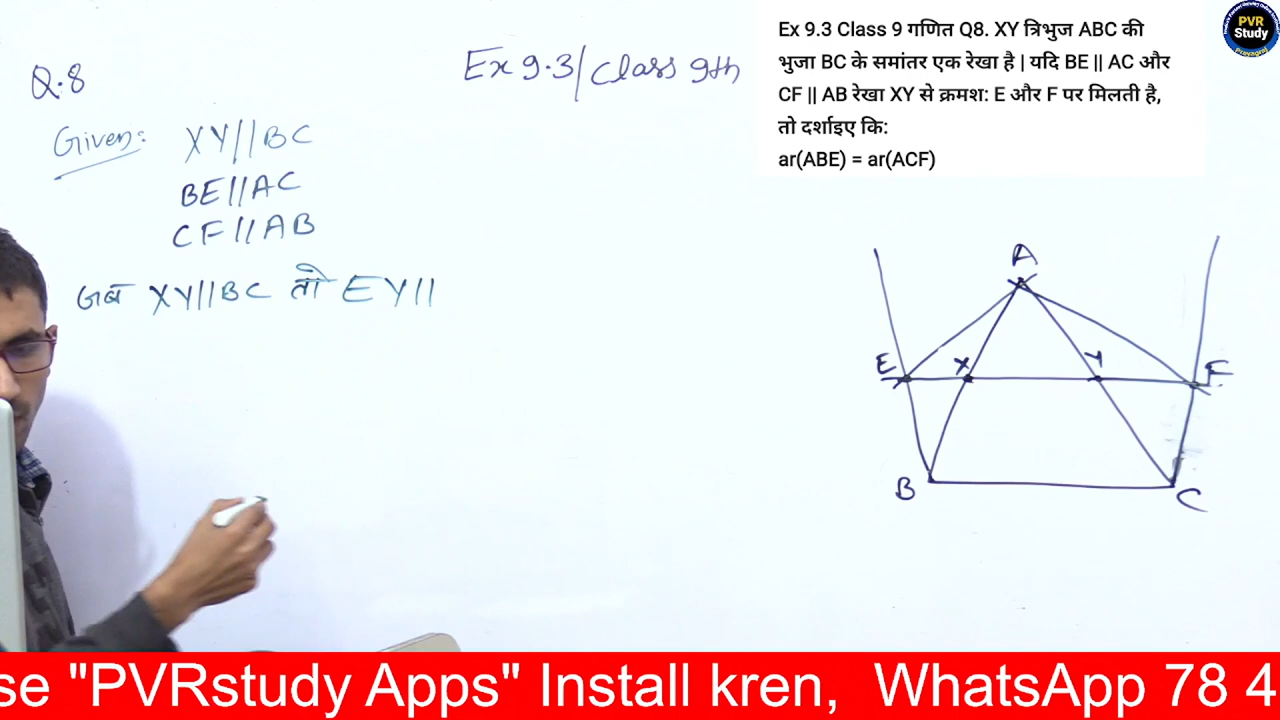 Ex 9.3 Class 9 गणित Q8. XY त्रिभुज ABC की
भुजा BC के समांतर एक रेखा है | यदि BE || AC और
CF || AB रेखा XY से क्रमश: E और F पर मिलती है,
तो दर्शाइए कि:
ar(ABE) = ar(ACF)
PVR
Study
Q.8
Ex 9.3/Class 9th
Given: XY||BC
BE||AC
CF||AB
जब XY||BC तो EY||
A
E X Y F
B C
se "PVRstudy Apps" Install kren, WhatsApp 78 4